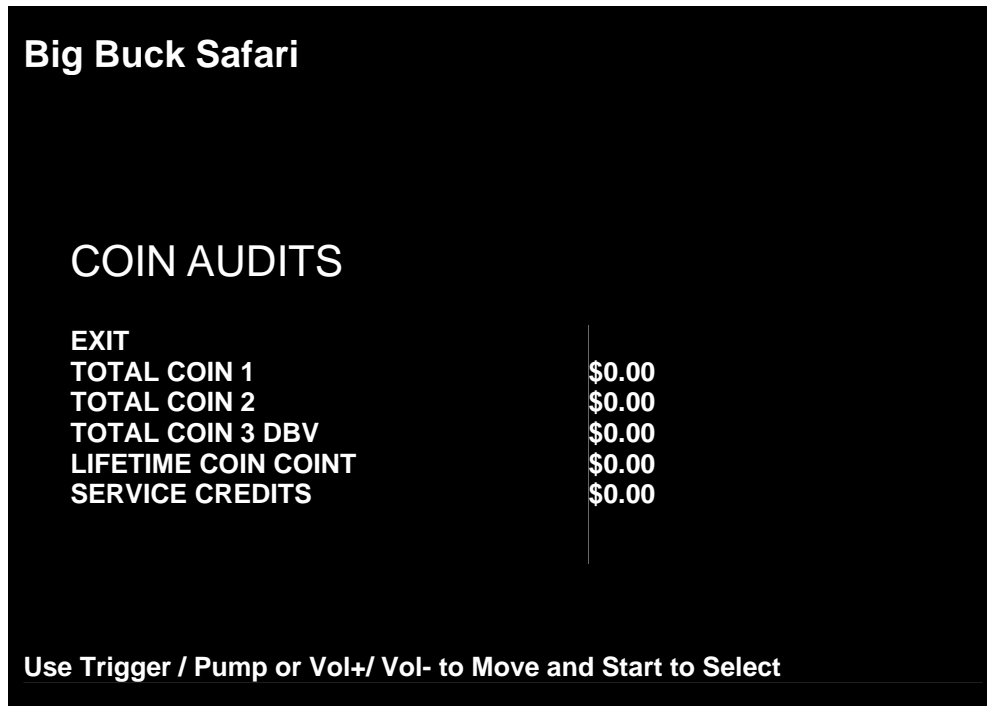 Big Buck Safari
COIN AUDITS
EXIT
TOTAL COIN 1 $0.00
TOTAL COIN 2 $0.00
TOTAL COIN 3 DBV $0.00
LIFETIME COIN COINT $0.00
SERVICE CREDITS $0.00
Use Trigger / Pump or Vol+/ Vol- to Move and Start to Select